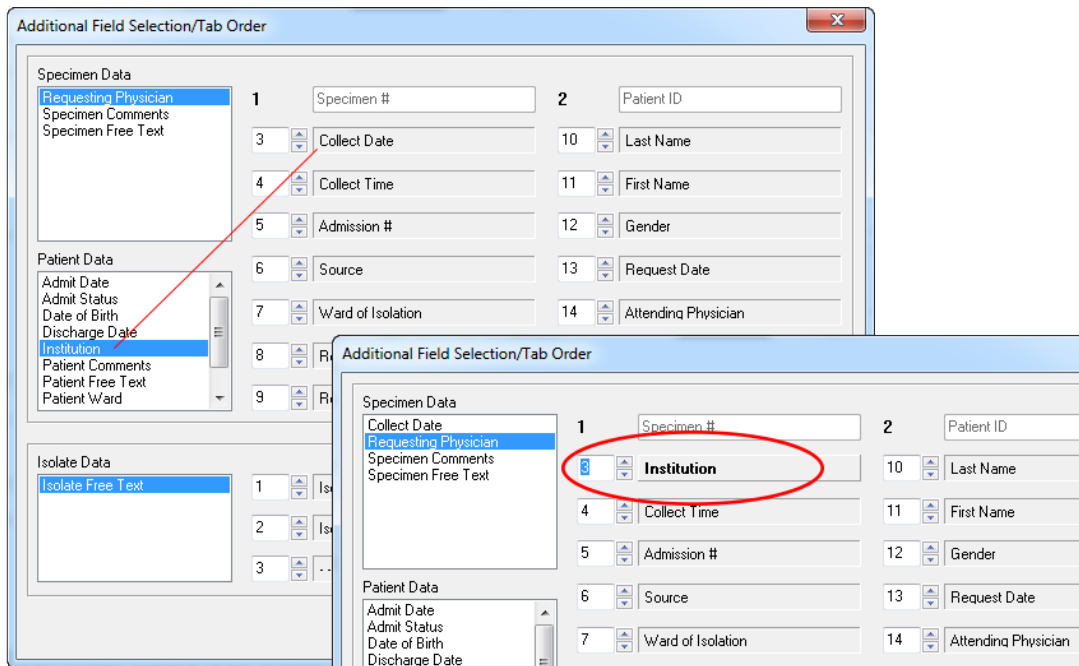 Additional Field Selection/Tab Order
Specimen Data
Requesting Physician
Specimen Comments
Specimen Free Text
1 Specimen # 2 Patient ID
3 Collect Date 10 Last Name
4 Collect Time 11 First Name
5 Admission # 12 Gender
6 Source 13 Request Date
7 Ward of Isolation 14 Attending Physician
8
9
Patient Data
Admit Date
Admit Status
Date of Birth
Discharge Date
Institution
Patient Comments
Patient Free Text
Patient Ward
Isolate Data
Isolate Free Text
1
2
3 - -
Additional Field Selection/Tab Order
Specimen Data
Collect Date
Requesting Physician
Specimen Comments
Specimen Free Text
1 Specimen # 2 Patient ID
3 Institution 10 Last Name
4 Collect Time 11 First Name
5 Admission # 12 Gender
6 Source 13 Request Date
7 Ward of Isolation 14 Attending Physician
Patient Data
Admit Date
Admit Status
Date of Birth
Discharge Date